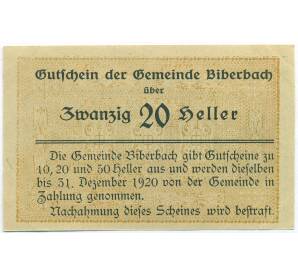 Gutschein der Gemeinde Biberbach
über
Zwanzig 20 Heller
Die Gemeinde Biberbach gibt Gutscheine zu
10, 20 und 50 Heller aus und werden dieselben
bis 31. Dezember 1920 von der Gemeinde in
Zahlung genommen.
Nachahmung dieses Scheines wird bestraft.